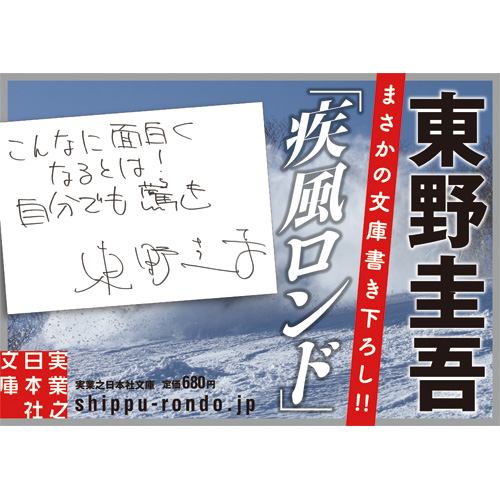 東野圭吾
まさかの文庫書き下ろし!!
「疾風ロンド」
こんなに面白く
なるとは!
自分でも驚き
東野圭吾
実業之
日本社
文庫
実業之日本社文庫 定価680円
shippu-rondo.jp